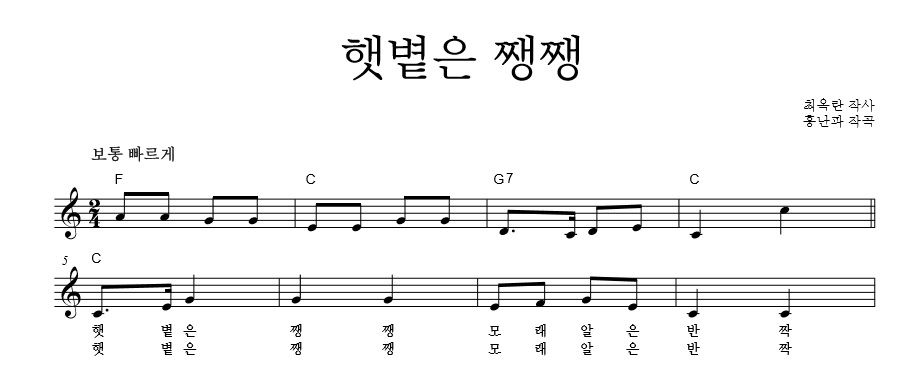 햇볕은 쨍쨍
최옥란 작사
홍난파 작곡
보통 빠르게
F C G7 C
2
4
5 C
햇 볕 은 쨍 쨍 모 래 알 은 반 짝
햇 볕 은 쨍 쨍 모 래 알 은 반 짝